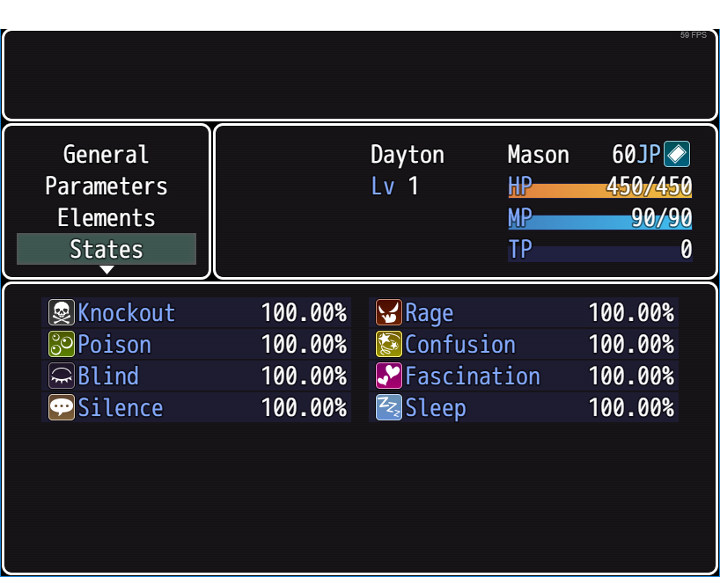 59 FPS
General
Parameters
Elements
States
Dayton Mason 60JP
Lv 1 HP 450/450
MP 90/90
TP 0
Knockout 100.00% Rage 100.00%
Poison 100.00% Confusion 100.00%
Blind 100.00% Fascination 100.00%
Silence 100.00% Sleep 100.00%